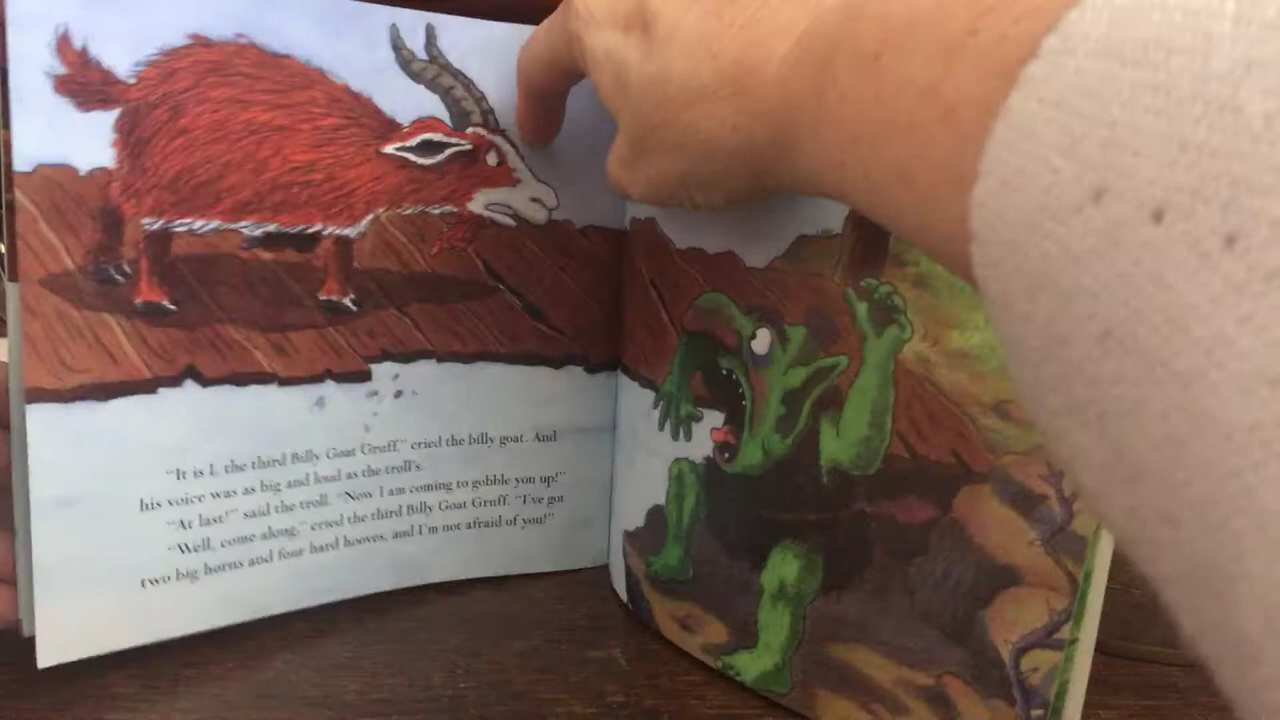 "It is I, the third Billy Goat Gruff," cried the billy goat. And
his voice was as big and loud as the troll's.
"At last!" said the troll. "Now I am coming to gobble you up!"
"Well, come along," cried the third Billy Goat Gruff. "I've got
two big horns and four hard hooves, and I'm not afraid of you!"